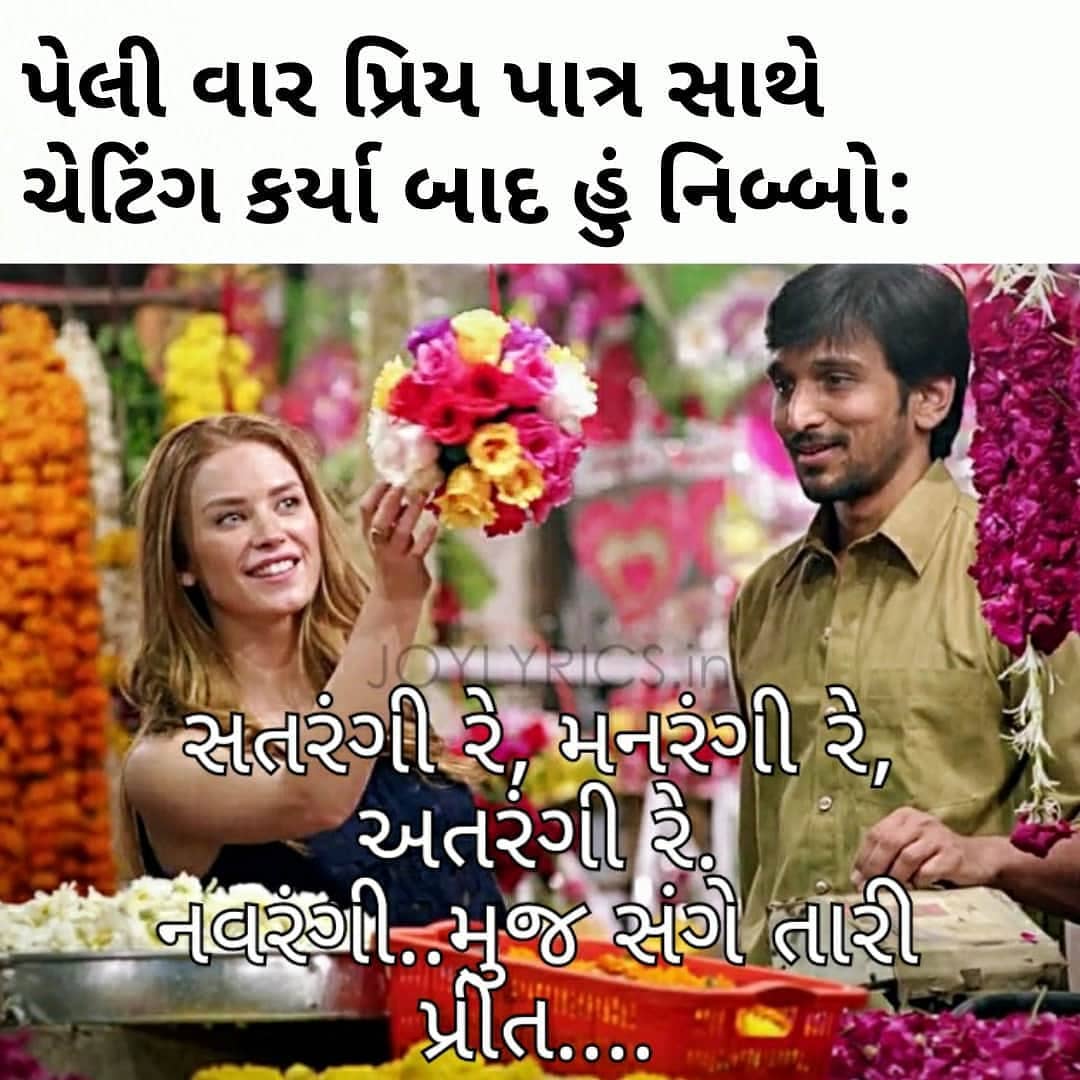 પેલી વાર પ્રિય પાત્ર સાથે
ચેટિંગ કર્યા બાદ હું નિબ્બો:
JOYLYRICS.in
સતરંગી રે, મનરંગી રે,
અતરંગી રે.
નવરંગી..મુજ સંગે તારી
પ્રીત....